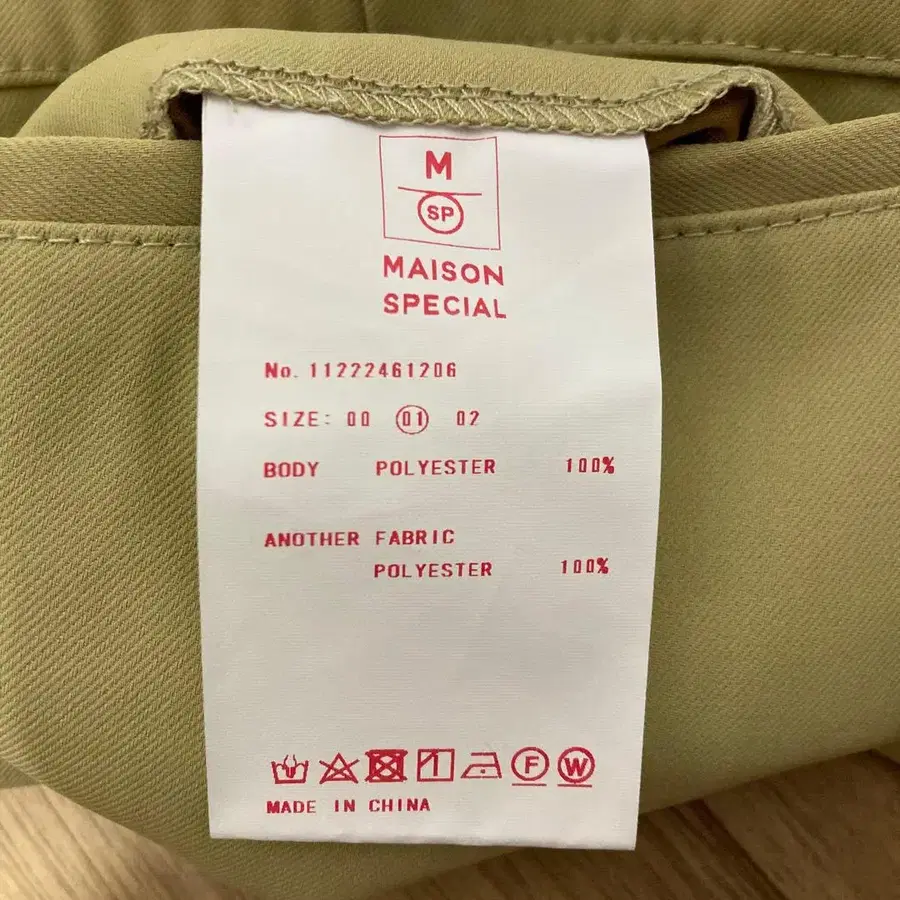 M
SP
MAISON
SPECIAL
No. 11222461206
SIZE: 00 01 02
BODY POLYESTER 100%
ANOTHER FABRIC
POLYESTER 100%
F W
MADE IN CHINA